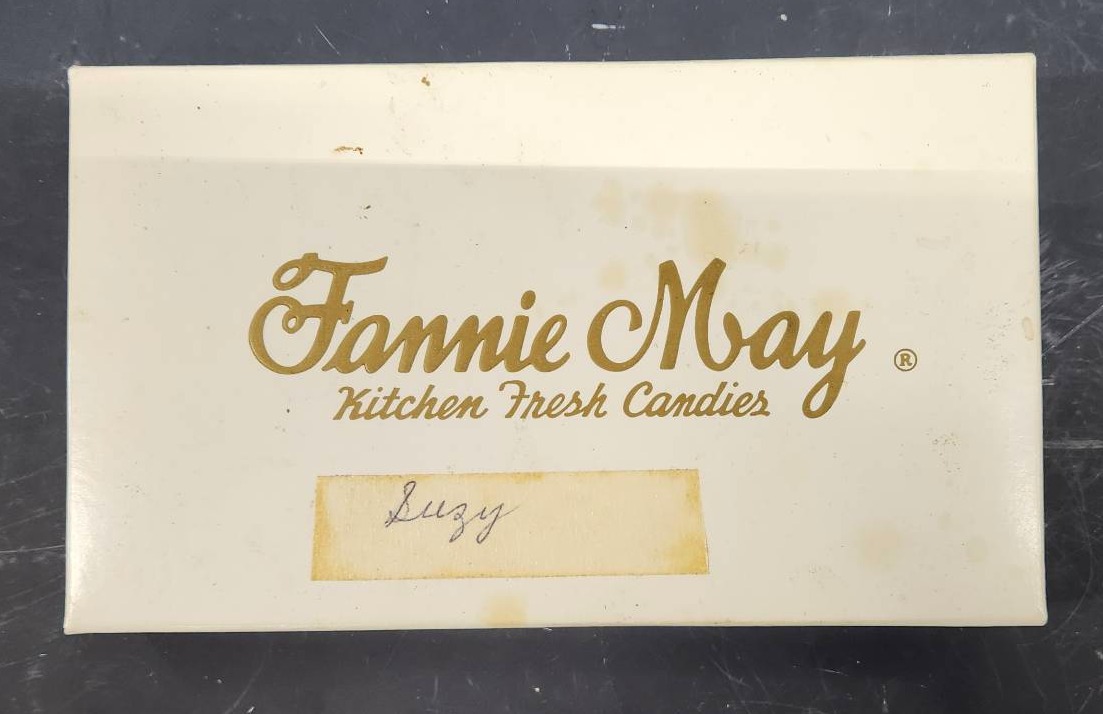 Fannie May ®
Kitchen Fresh Candies
Suzy